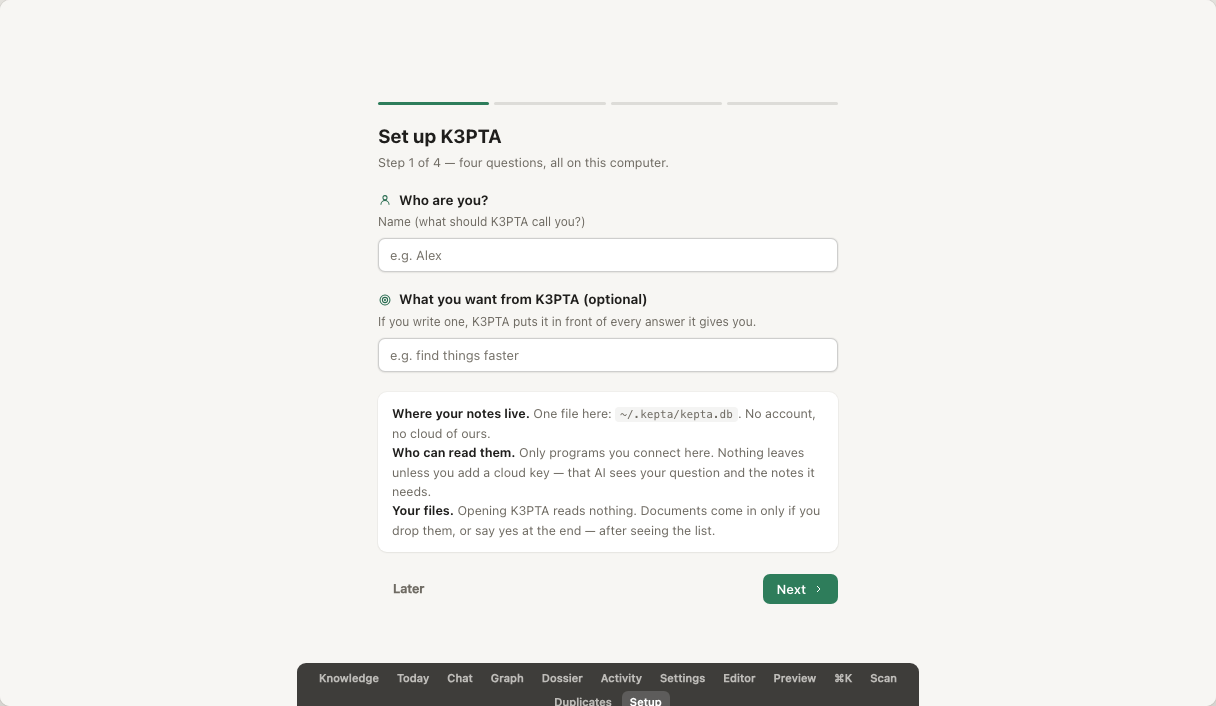 Set up K3PTA
Step 1 of 4 — four questions, all on this computer.
Who are you?
Name (what should K3PTA call you?)
e.g. Alex
What you want from K3PTA (optional)
If you write one, K3PTA puts it in front of every answer it gives you.
e.g. find things faster
Where your notes live. One file here: ~/.kepta/kepta.db . No account,
no cloud of ours.
Who can read them. Only programs you connect here. Nothing leaves
unless you add a cloud key — that AI sees your question and the notes it
needs.
Your files. Opening K3PTA reads nothing. Documents come in only if you
drop them, or say yes at the end — after seeing the list.
Later
Next
Knowledge Today Chat Graph Dossier Activity Settings Editor Preview ⌘K Scan
Duplicates Setup